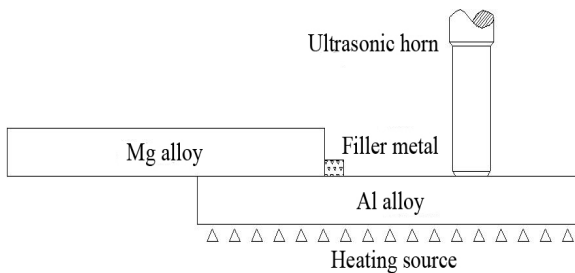 Ultrasonic horn
Mg alloy
Filler metal
Al alloy
Heating source